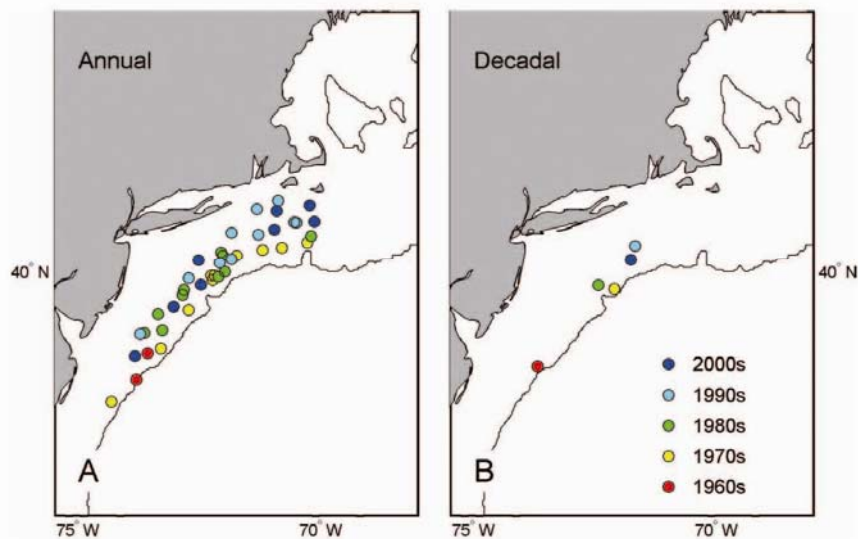 Annual
Decadal
40° N
40° N
2000s
1990s
1980s
1970s
1960s
A
B
75° W
70° W
75° W
70° W